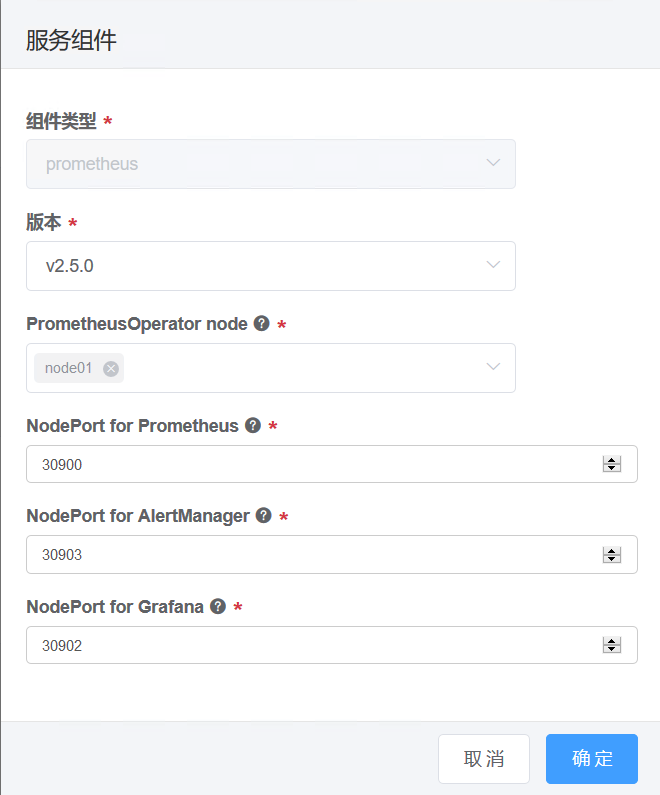 服务组件
组件类型 *
prometheus
版本 *
v2.5.0
PrometheusOperator node ? *
node01
NodePort for Prometheus ? *
30900
NodePort for AlertManager ? *
30903
NodePort for Grafana ? *
30902
取消
确定